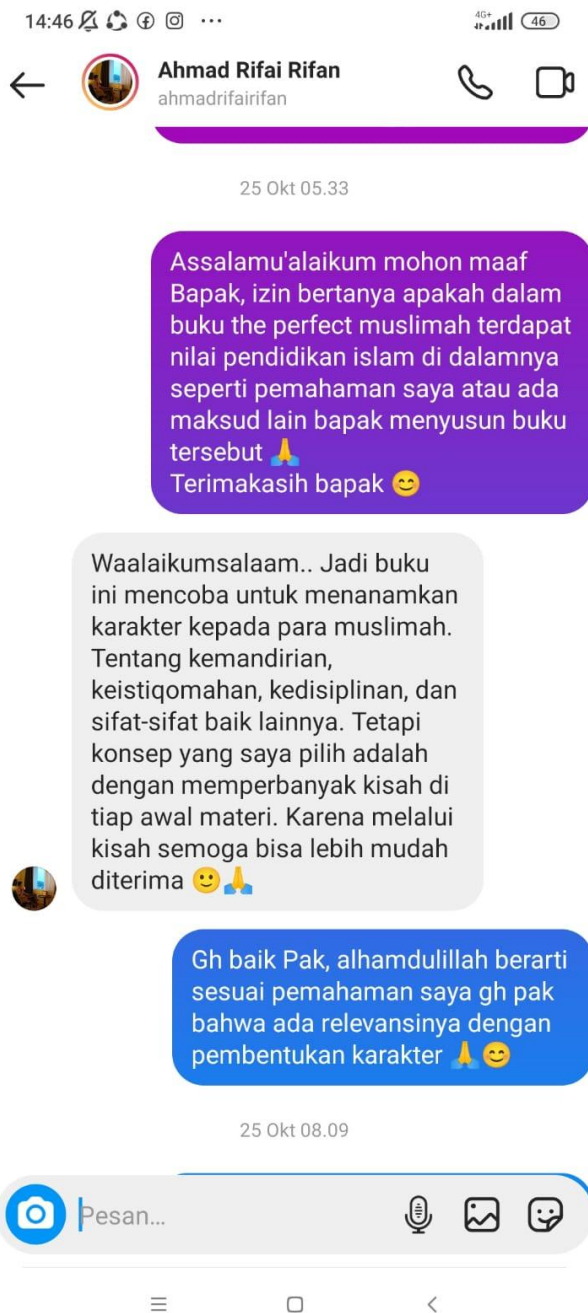 14:46 ...
4G+
46
Ahmad Rifai Rifan
ahmadrifairifan
25 Okt 05.33
Assalamu'alaikum mohon maaf
Bapak, izin bertanya apakah dalam
buku the perfect muslimah terdapat
nilai pendidikan islam di dalamnya
seperti pemahaman saya atau ada
maksud lain bapak menyusun buku
tersebut 🙏
Terimakasih bapak 😊
Waalaikumsalaam.. Jadi buku
ini mencoba untuk menanamkan
karakter kepada para muslimah.
Tentang kemandirian,
keistiqomahan, kedisiplinan, dan
sifat-sifat baik lainnya. Tetapi
konsep yang saya pilih adalah
dengan memperbanyak kisah di
tiap awal materi. Karena melalui
kisah semoga bisa lebih mudah
diterima 🙂🙏
Gh baik Pak, alhamdulillah berarti
sesuai pemahaman saya gh pak
bahwa ada relevansinya dengan
pembentukan karakter 🙏😊
25 Okt 08.09
Pesan...